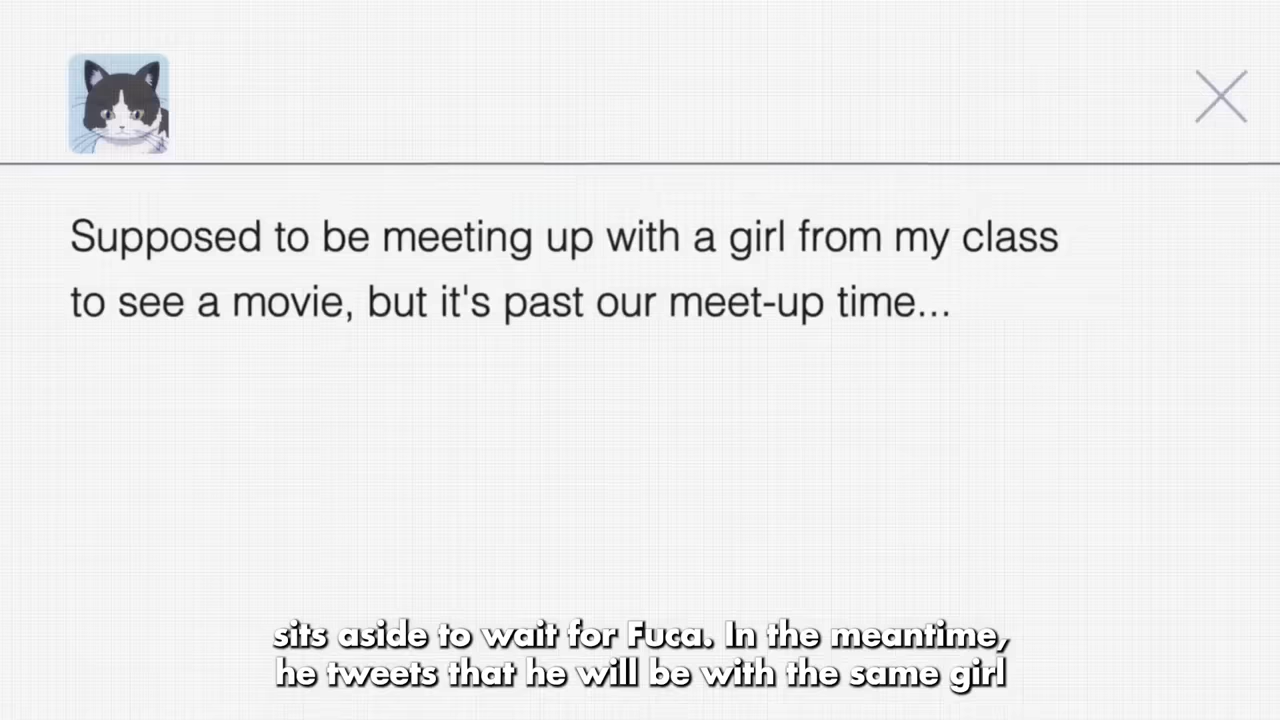 Supposed to be meeting up with a girl from my class
to see a movie, but it's past our meet-up time...
sits aside to wait for Fuca. In the meantime,
he tweets that he will be with the same girl